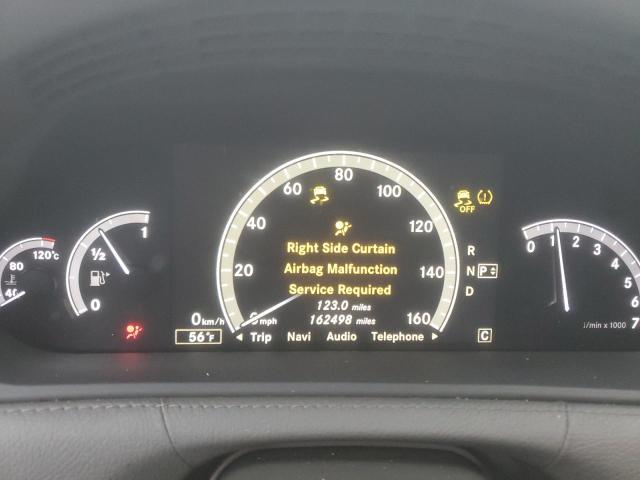 80
120°C
40
1
½
0
20
40
60
80
100
120
140
160
Right Side Curtain
Airbag Malfunction
Service Required
123.0 miles
162498 miles
0 km/h
mph
56°F
Trip Navi Audio Telephone
OFF
R
N P
D
C
0 1 2 3 4 5 6 7
/min x 1000